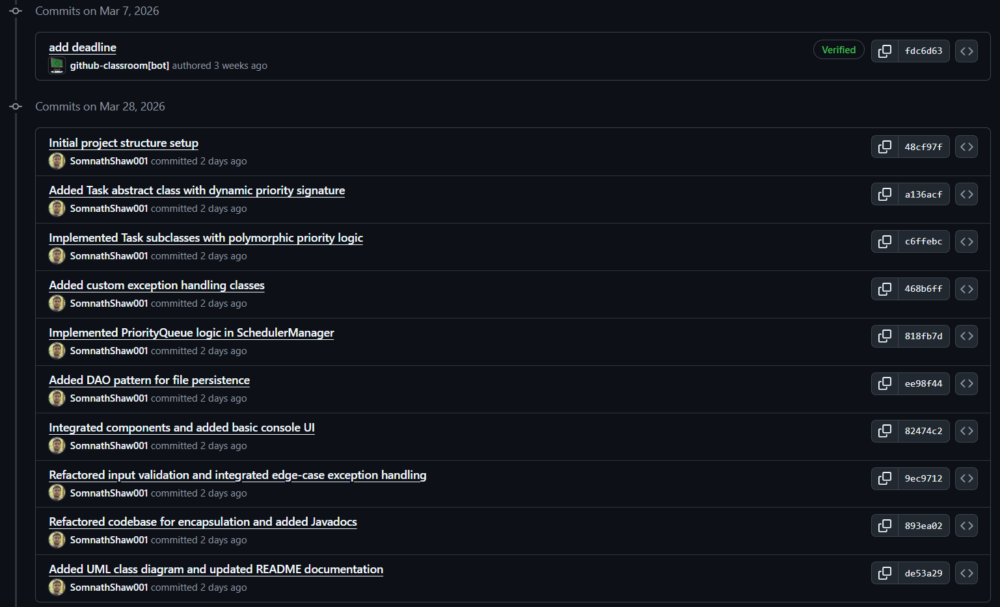 Commits on Mar 7, 2026
add deadline
github-classroom[bot] authored 3 weeks ago
Verified
fdc6d63
Commits on Mar 28, 2026
Initial project structure setup
SomnathShaw001 committed 2 days ago
48cf97f
Added Task abstract class with dynamic priority signature
SomnathShaw001 committed 2 days ago
a136acf
Implemented Task subclasses with polymorphic priority logic
SomnathShaw001 committed 2 days ago
c6ffebc
Added custom exception handling classes
SomnathShaw001 committed 2 days ago
468b6ff
Implemented PriorityQueue logic in SchedulerManager
SomnathShaw001 committed 2 days ago
818fb7d
Added DAO pattern for file persistence
SomnathShaw001 committed 2 days ago
ee98f44
Integrated components and added basic console UI
SomnathShaw001 committed 2 days ago
82474c2
Refactored input validation and integrated edge-case exception handling
SomnathShaw001 committed 2 days ago
9ec9712
Refactored codebase for encapsulation and added Javadocs
SomnathShaw001 committed 2 days ago
893ea02
Added UML class diagram and updated README documentation
SomnathShaw001 committed 2 days ago
de53a29